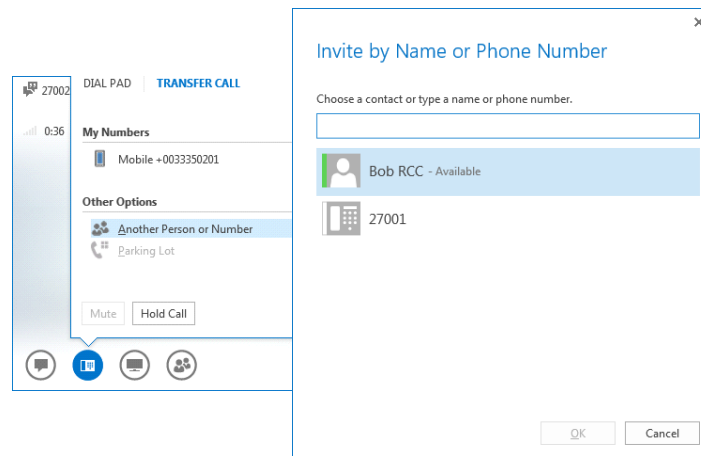 27002
0:36
DIAL PAD
TRANSFER CALL
My Numbers
Mobile +0033350201
Other Options
Another Person or Number
Parking Lot
Mute
Hold Call
Invite by Name or Phone Number
Choose a contact or type a name or phone number.
Bob RCC - Available
27001
OK
Cancel